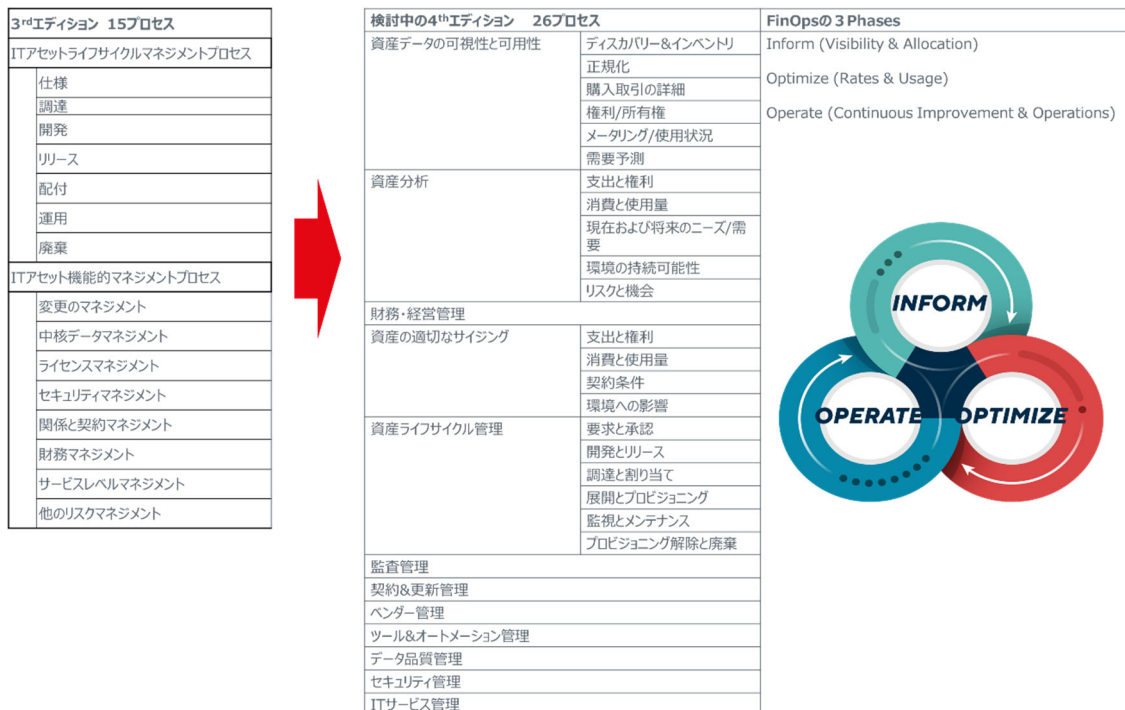 3rdエディション 15プロセス
ITアセットライフサイクルマネジメントプロセス
仕様
調達
開発
リリース
配付
運用
廃棄
ITアセット機能的マネジメントプロセス
変更のマネジメント
中核データマネジメント
ライセンスマネジメント
セキュリティマネジメント
関係と契約マネジメント
財務マネジメント
サービスレベルマネジメント
他のリスクマネジメント
検討中の4thエディション 26プロセス
資産データの可視性と可用性
ディスカバリー&インベントリ
正規化
購入取引の詳細
権利/所有権
メータリング/使用状況
需要予測
資産分析
支出と権利
消費と使用量
現在および将来のニーズ/需
要
環境の持続可能性
リスクと機会
財務・経営管理
資産の適切なサイジング
支出と権利
消費と使用量
契約条件
環境への影響
資産ライフサイクル管理
要求と承認
開発とリリース
調達と割り当て
展開とプロビジョニング
監視とメンテナンス
プロビジョニング解除と廃棄
監査管理
契約&更新管理
ベンダー管理
ツール&オートメーション管理
データ品質管理
セキュリティ管理
ITサービス管理
FinOpsの3Phases
Inform (Visibility & Allocation)
Optimize (Rates & Usage)
Operate (Continuous Improvement & Operations)
INFORM
OPERATE
OPTIMIZE